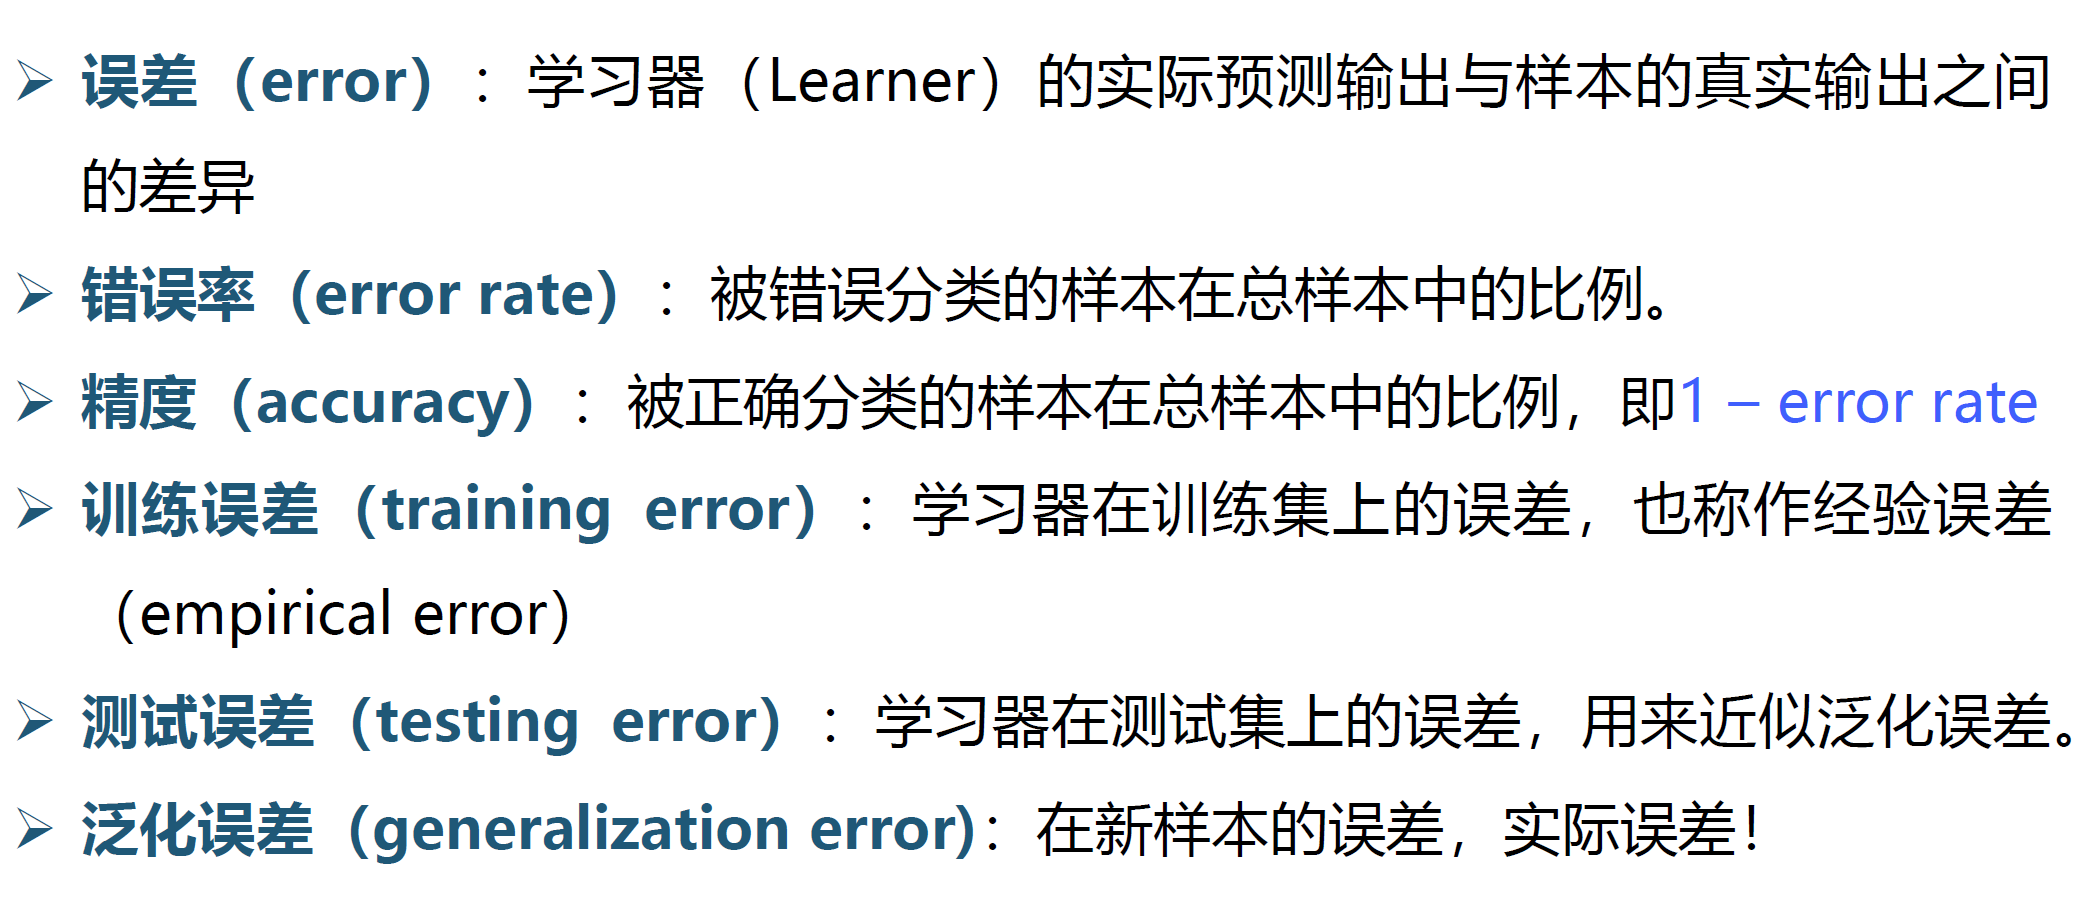 ➢ 误差（error）：学习器（Learner）的实际预测输出与样本的真实输出之间
的差异
➢ 错误率（error rate）：被错误分类的样本在总样本中的比例。
➢ 精度（accuracy）：被正确分类的样本在总样本中的比例，即1 – error rate
➢ 训练误差（training error）：学习器在训练集上的误差，也称作经验误差
（empirical error）
➢ 测试误差（testing error）：学习器在测试集上的误差，用来近似泛化误差。
➢ 泛化误差（generalization error)：在新样本的误差，实际误差！